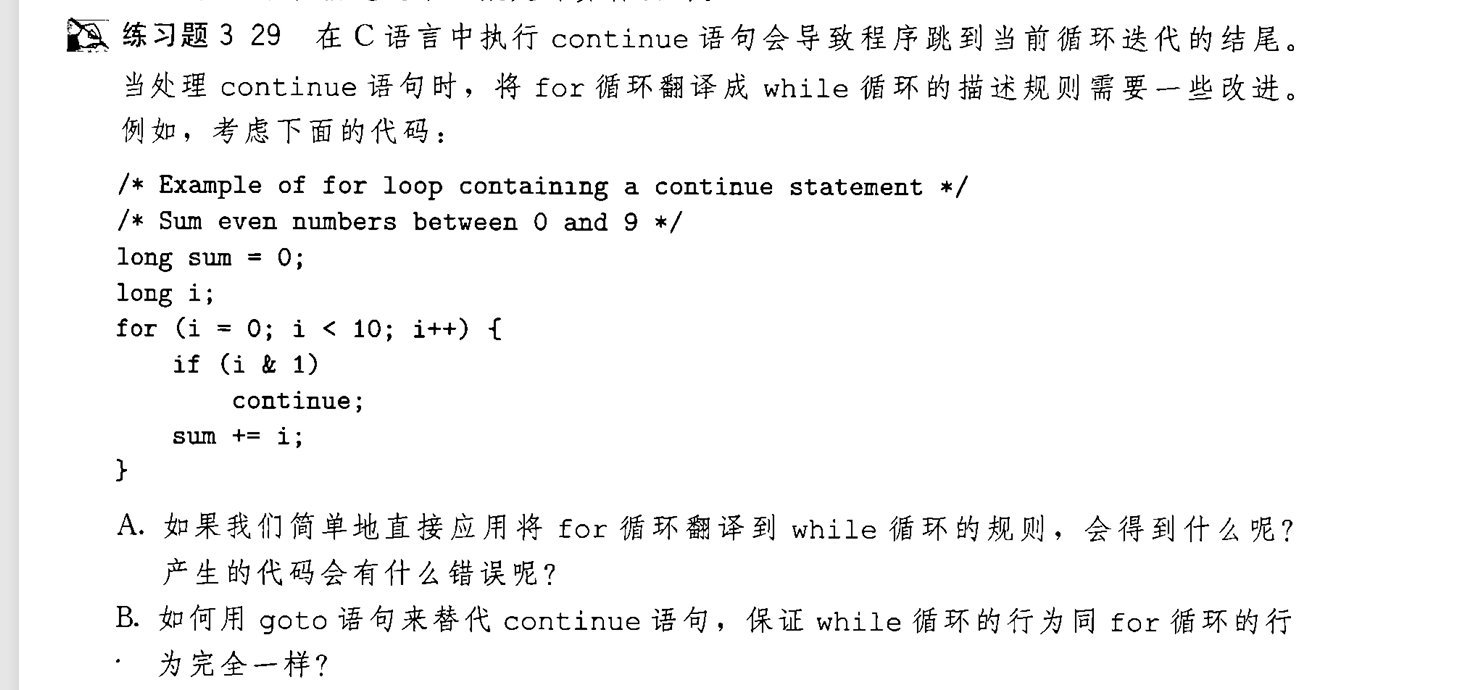 练习题 3 29 在 C 语言中执行 continue 语句会导致程序跳到当前循环迭代的结尾。
当处理 continue 语句时，将 for 循环翻译成 while 循环的描述规则需要一些改进。
例如，考虑下面的代码：
/* Example of for loop containing a continue statement */
/* Sum even numbers between 0 and 9 */
long sum = 0;
long i;
for (i = 0; i < 10; i++) {
    if (i & 1)
        continue;
    sum += i;
}
A. 如果我们简单地直接应用将 for 循环翻译到 while 循环的规则，会得到什么呢？
产生的代码会有什么错误呢？
B. 如何用 goto 语句来替代 continue 语句，保证 while 循环的行为同 for 循环的行
为完全一样？